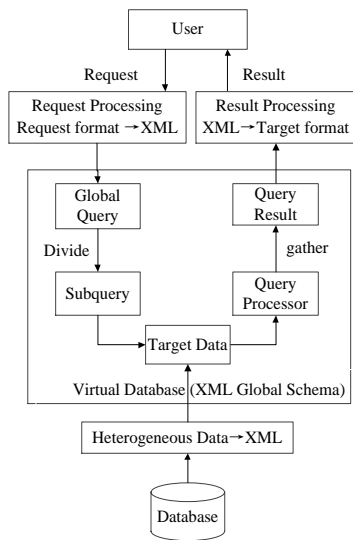 User
Request
Result
Request Processing
Request format→XML
Result Processing
XML→Target format
Global
Query
Query
Result
Divide
gather
Subquery
Query
Processor
Target Data
Virtual Database (XML Global Schema)
Heterogeneous Data→XML
Database